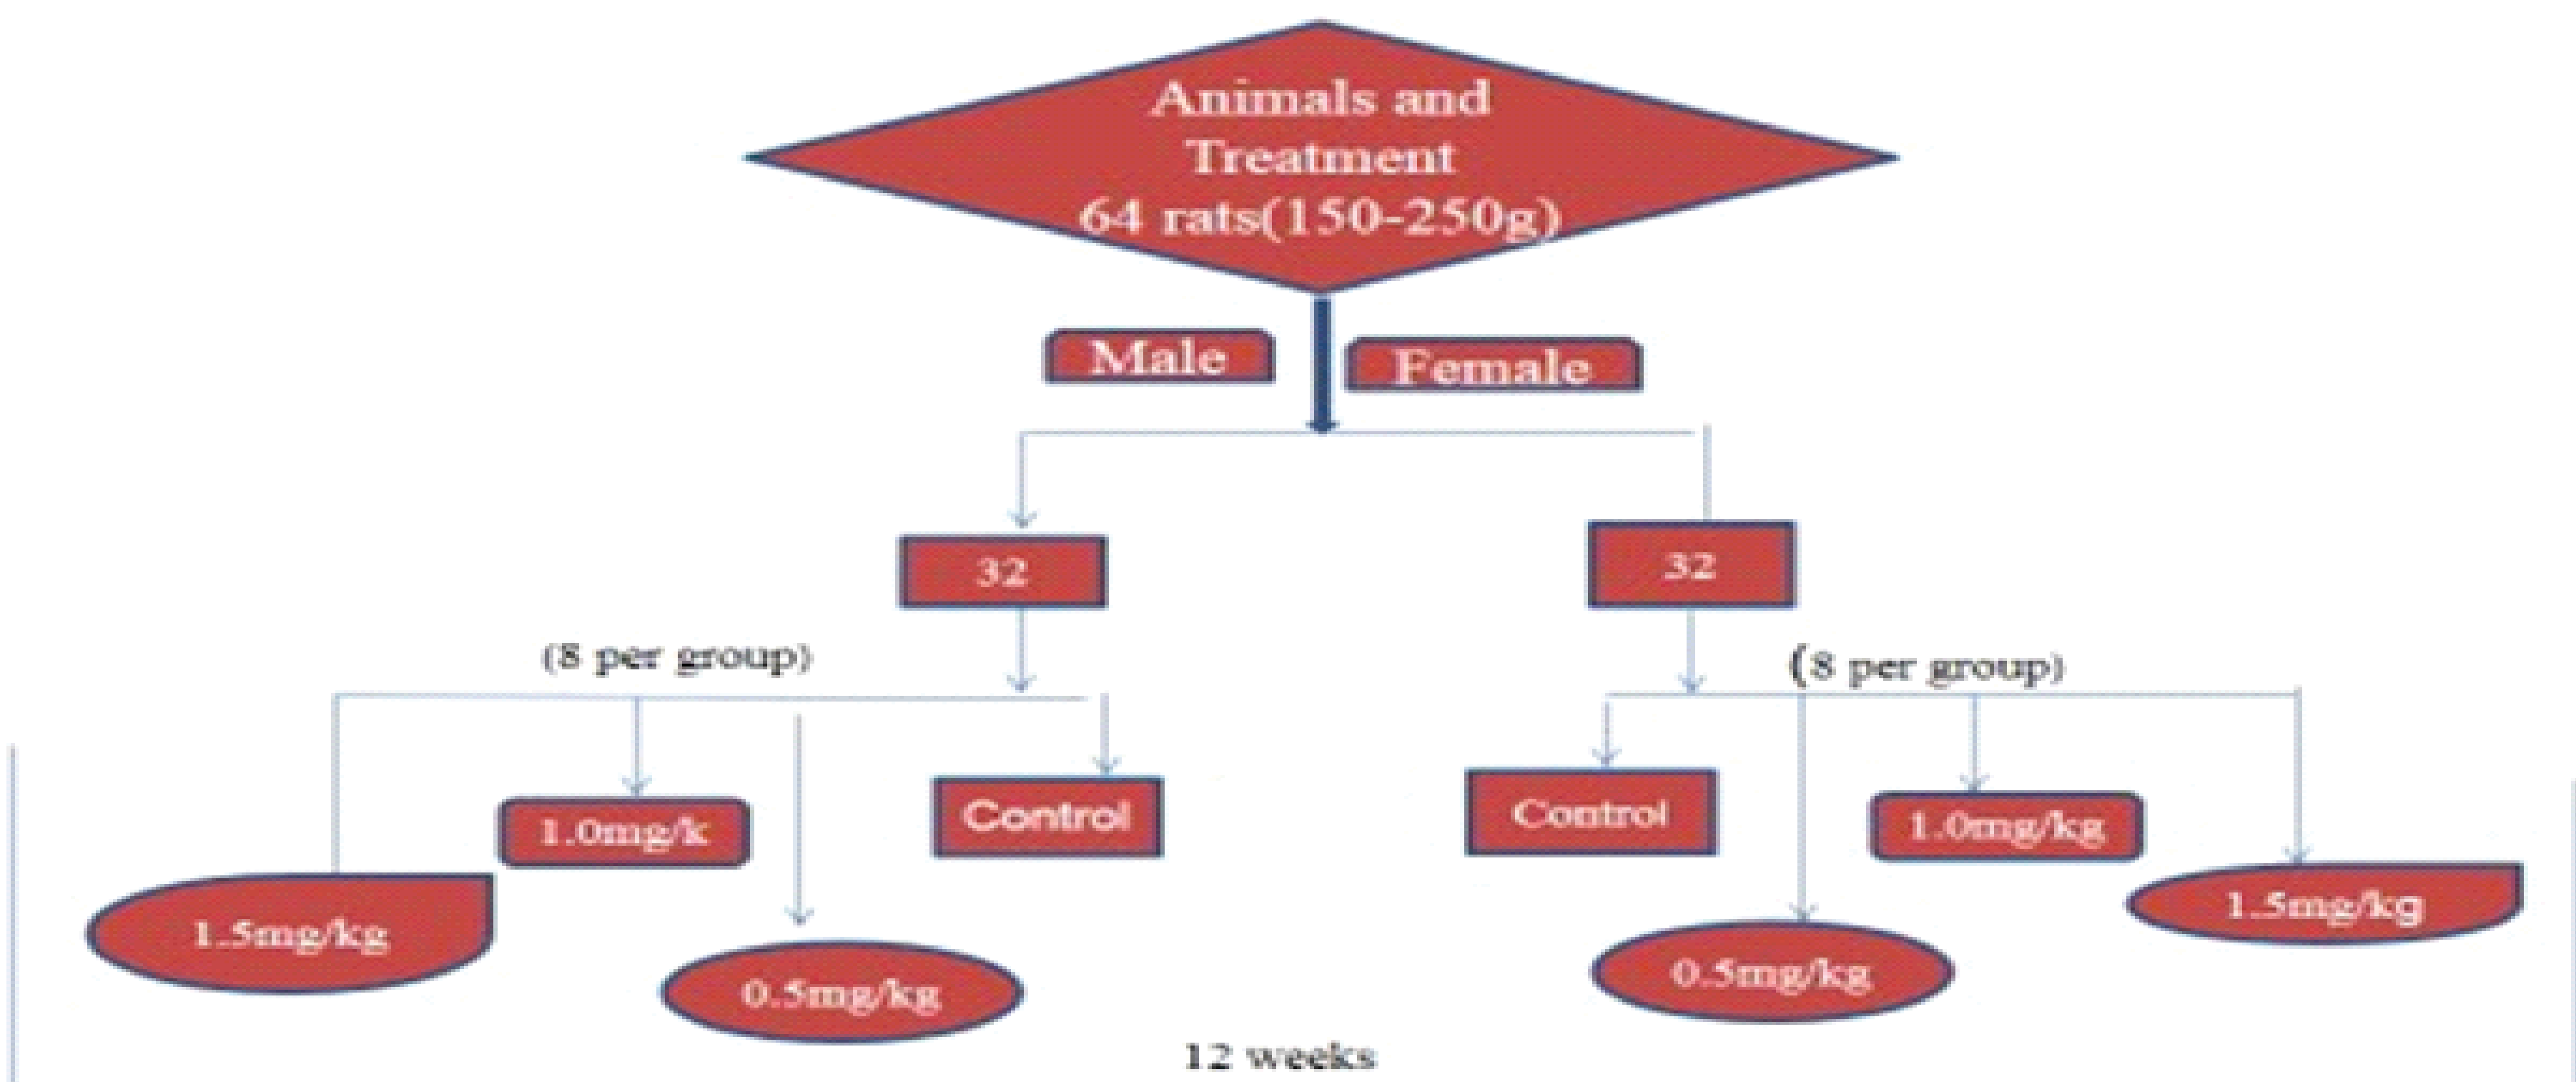 Animals and
Treatment
64 rats(150-250g)
Male
Female
32
32
(8 per group)
(8 per group)
1.5mg/kg
1.0mg/k
0.5mg/kg
Control
Control
0.5mg/kg
1.0mg/kg
1.5mg/kg
12 weeks